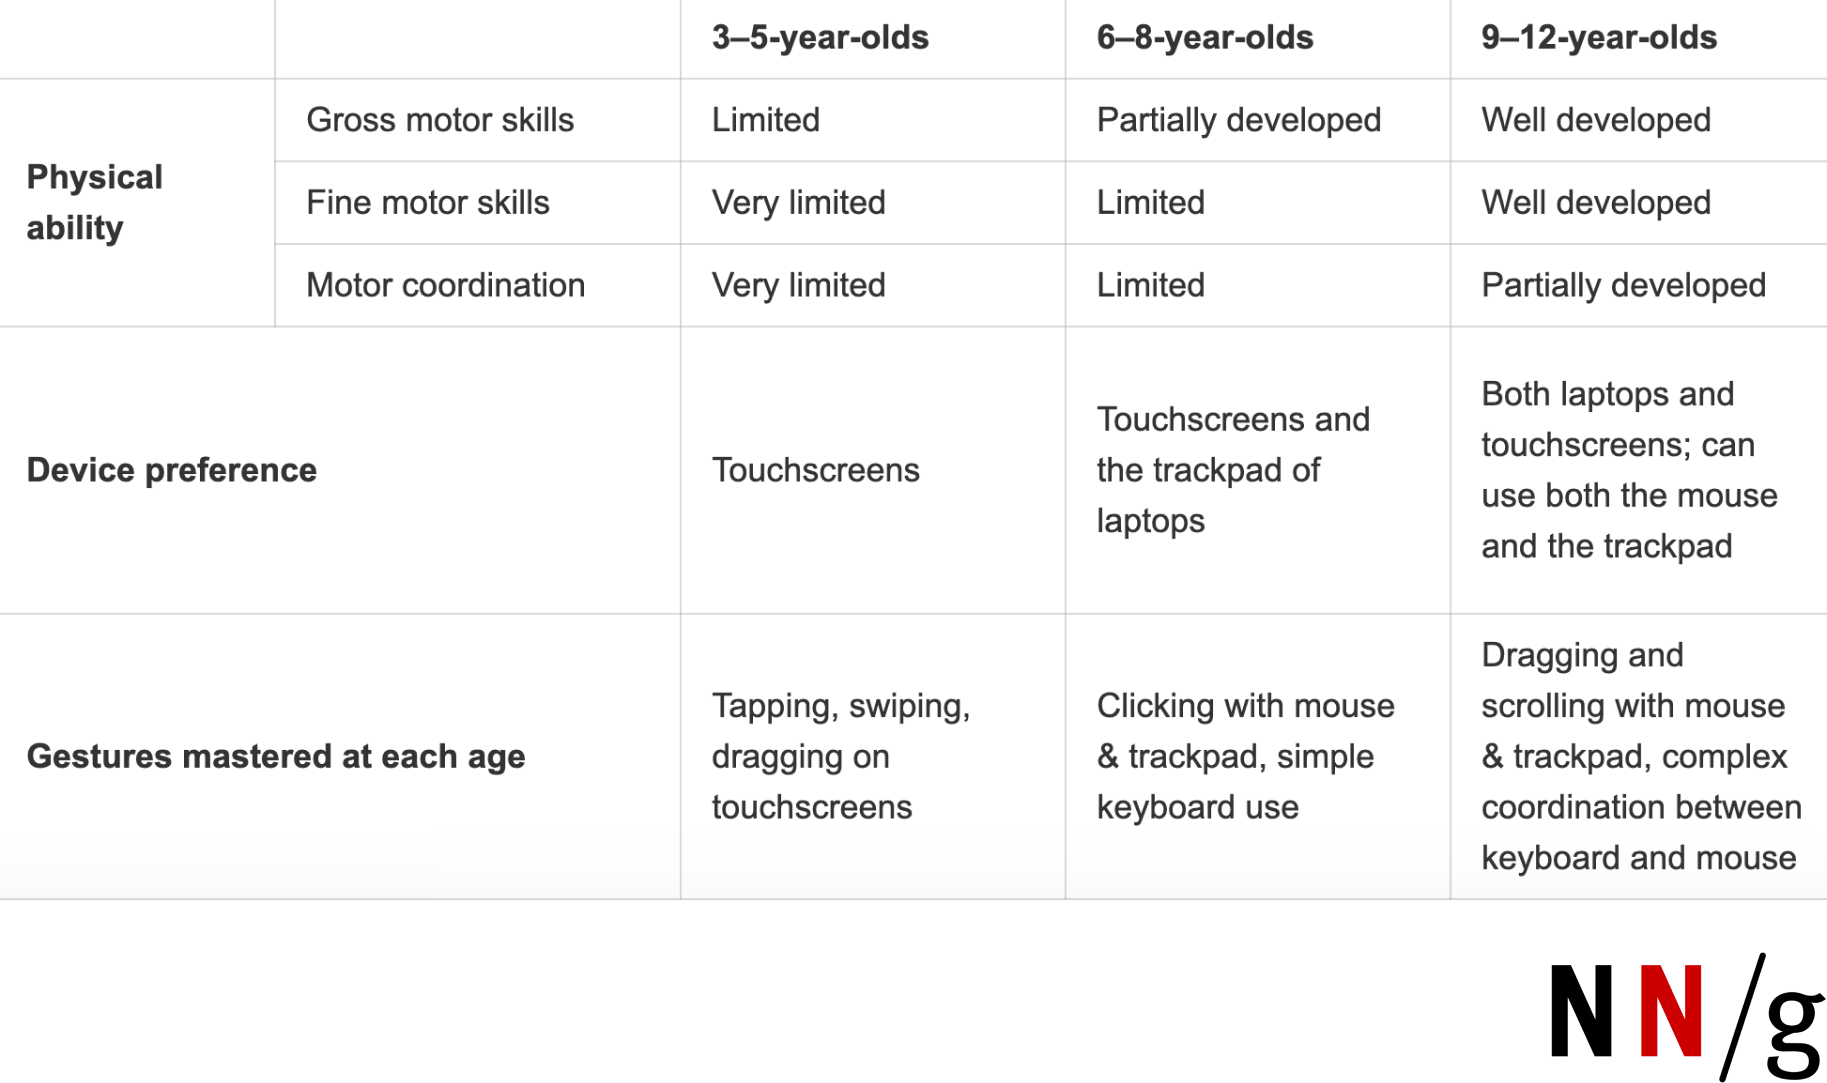 3–5-year-olds
6–8-year-olds
9–12-year-olds
Physical
ability
Gross motor skills
Limited
Partially developed
Well developed
Fine motor skills
Very limited
Limited
Well developed
Motor coordination
Very limited
Limited
Partially developed
Device preference
Touchscreens
Touchscreens and
the trackpad of
laptops
Both laptops and
touchscreens; can
use both the mouse
and the trackpad
Gestures mastered at each age
Tapping, swiping,
dragging on
touchscreens
Clicking with mouse
& trackpad, simple
keyboard use
Dragging and
scrolling with mouse
& trackpad, complex
coordination between
keyboard and mouse
NN/g